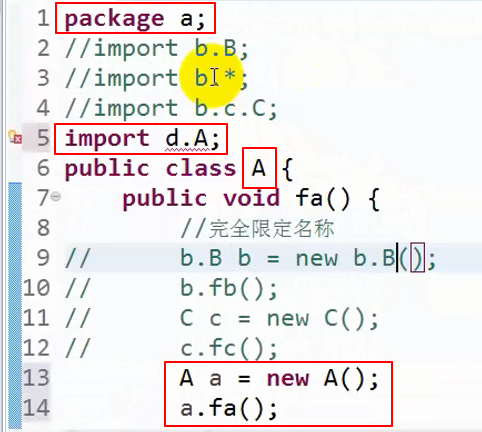 1 package a;
2 //import b.B;
3 //import b.*;
4 //import b.c.C;
5 import d.A;
6 public class A {
7 public void fa() {
8 //完全限定名称
9 // b.B b = new b.B();
10 // b.fb();
11 // C c = new C();
12 // c.fc();
13 A a = new A();
14 a.fa();